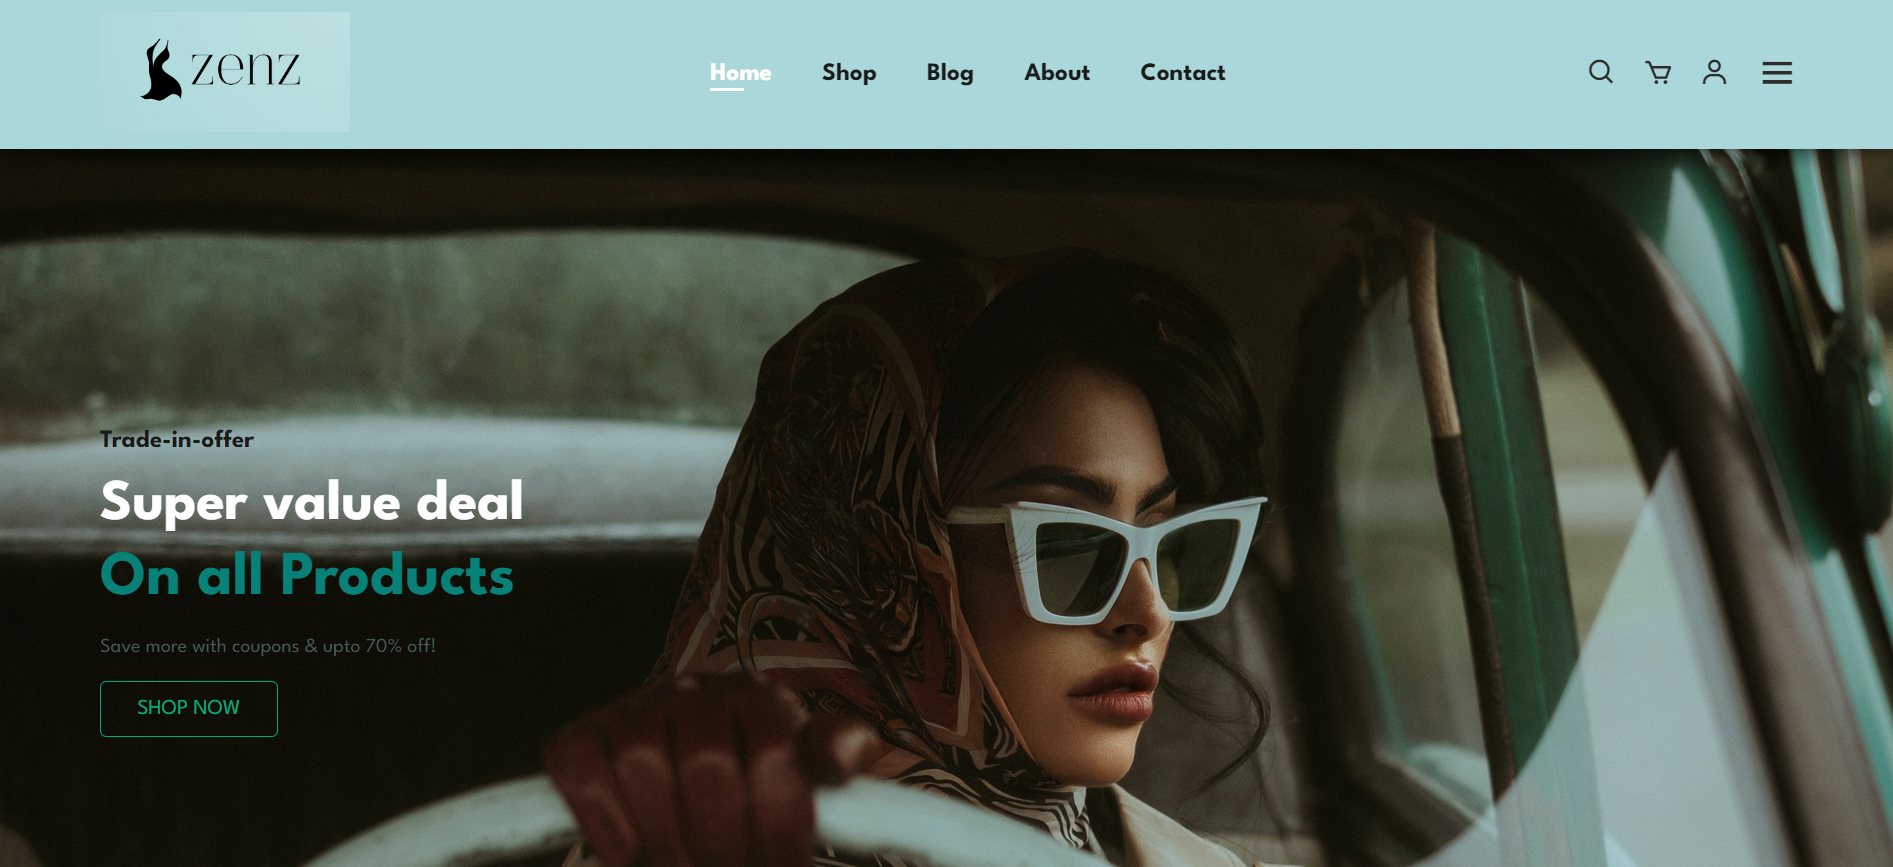 zenz
Home Shop Blog About Contact
Trade-in-offer
Super value deal
On all Products
Save more with coupons & upto 70% off!
SHOP NOW